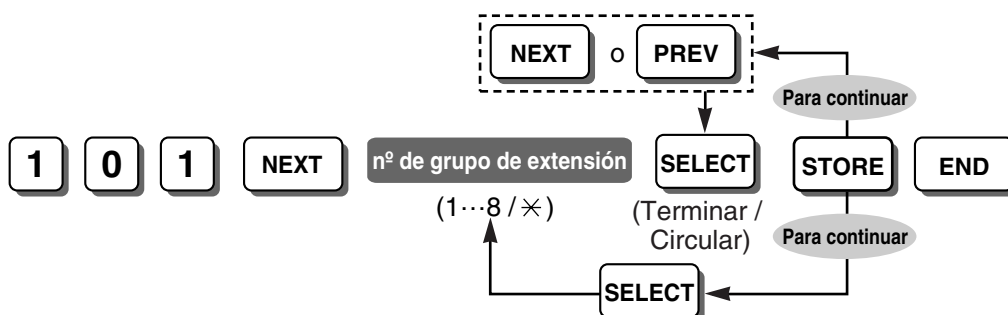 NEXT o PREV
Para continuar
1 0 1 NEXT nº de grupo de extensión SELECT STORE END
(1···8 / ✳)
(Terminar /
Circular)
Para continuar
SELECT